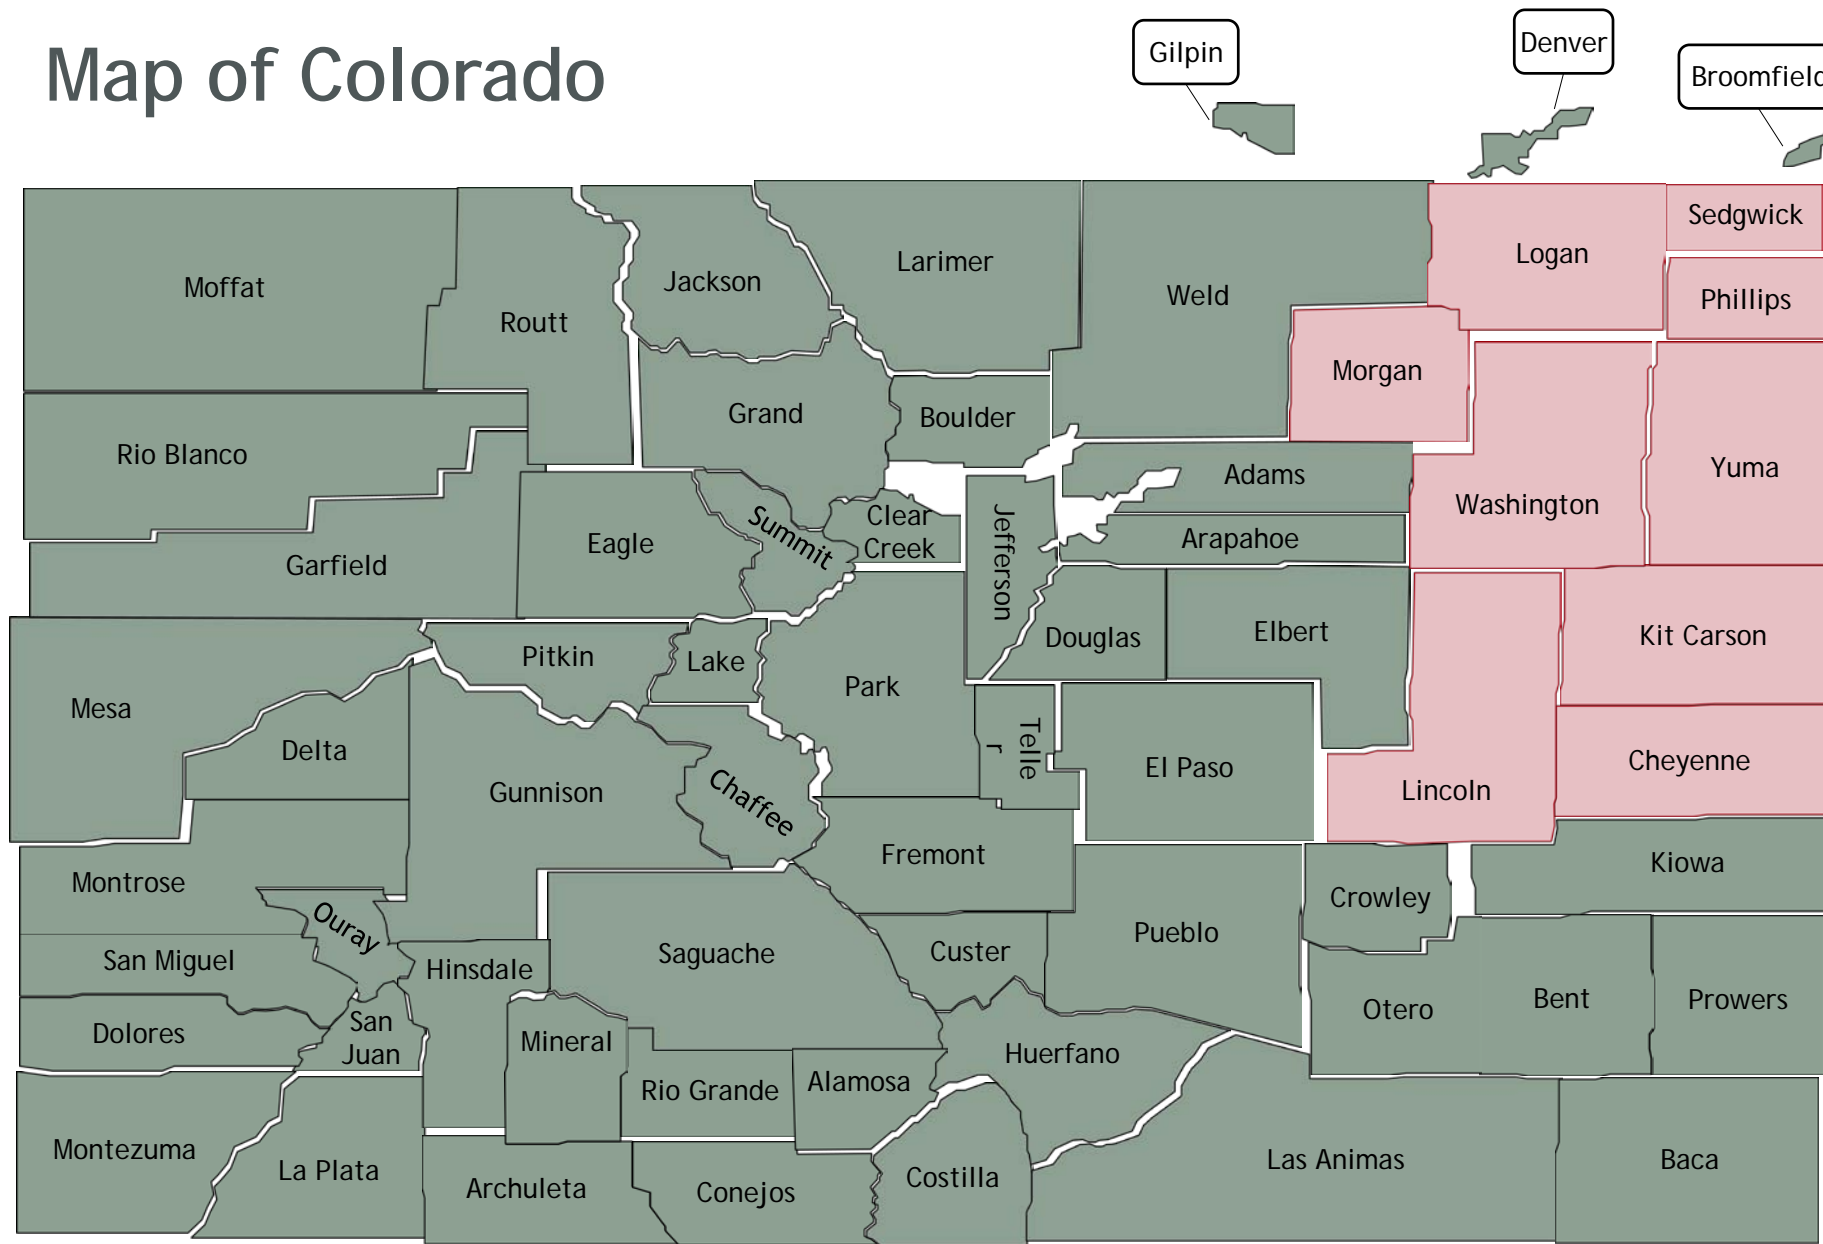 Map of Colorado
Gilpin
Denver
Broomfield
Moffat
Routt
Jackson
Larimer
Weld
Logan
Sedgwick
Phillips
Morgan
Grand
Boulder
Rio Blanco
Adams
Washington
Yuma
Garfield
Eagle
Summit
Clear
Creek
Jefferson
Arapahoe
Douglas
Elbert
Kit Carson
Pitkin
Lake
Park
Mesa
Delta
Gunnison
Chaffee
Telle
r
El Paso
Lincoln
Cheyenne
Montrose
Fremont
Kiowa
Crowley
Ouray
San Miguel
Hinsdale
Saguache
Custer
Pueblo
Otero
Bent
Prowers
Dolores
San
Juan
Mineral
Rio Grande
Alamosa
Huerfano
Montezuma
La Plata
Archuleta
Conejos
Costilla
Las Animas
Baca